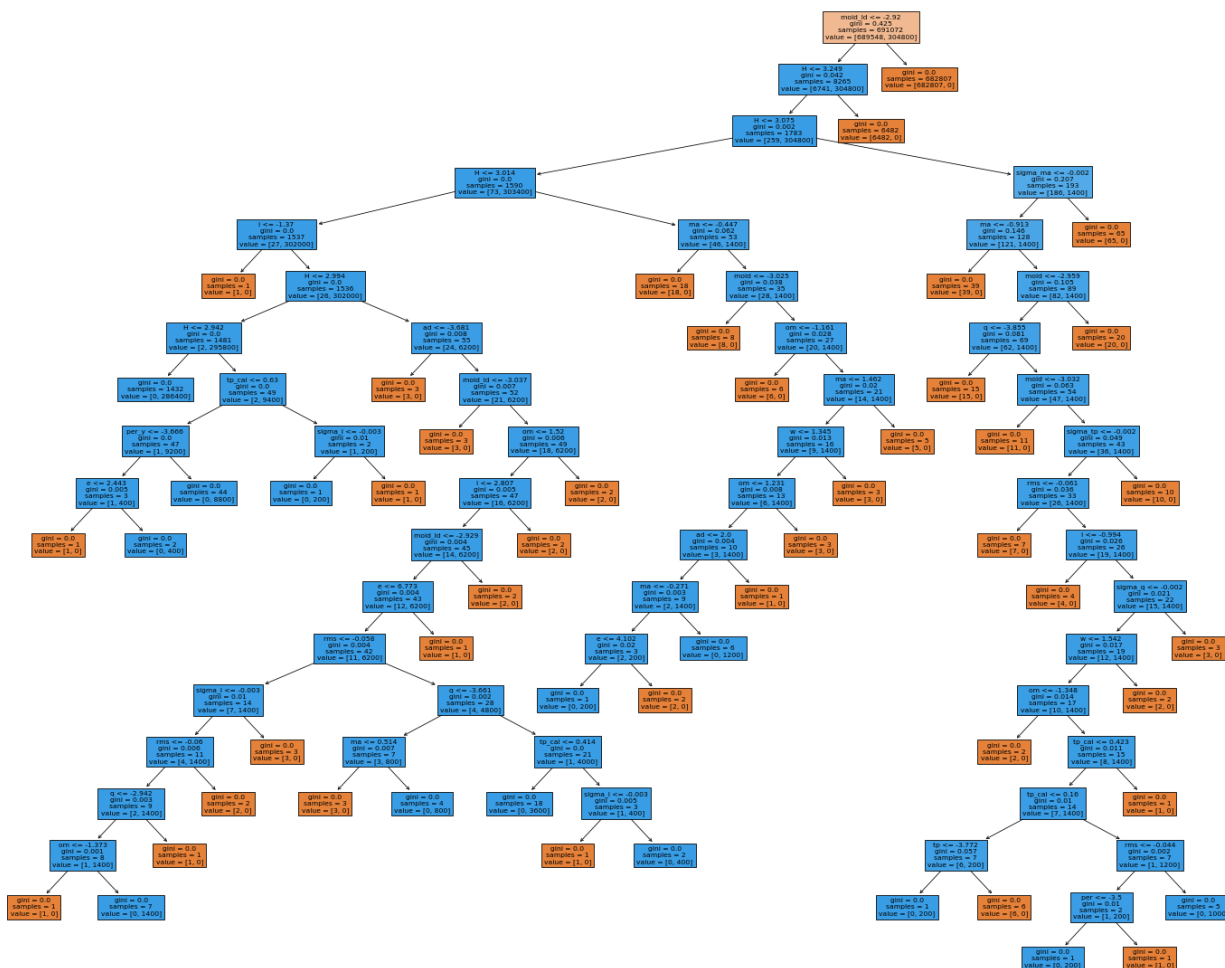 moid_ld <= -2.92
gini = 0.425
samples = 691072
value = [689548, 304800]
H <= 3.249
gini = 0.042
samples = 8265
value = [6741, 304800]
gini = 0.0
samples = 682807
value = [682807, 0]
H <= 3.075
gini = 0.002
samples = 1783
value = [259, 304800]
gini = 0.0
samples = 6482
value = [6482, 0]
H <= 3.014
gini = 0.0
samples = 1590
value = [73, 303400]
sigma_ma <= -0.002
gini = 0.207
samples = 193
value = [186, 1400]
i <= -1.37
gini = 0.0
samples = 1537
value = [27, 302000]
ma <= -0.447
gini = 0.062
samples = 53
value = [46, 1400]
ma <= -0.913
gini = 0.146
samples = 128
value = [121, 1400]
gini = 0.0
samples = 65
value = [65, 0]
gini = 0.0
samples = 1
value = [1, 0]
H <= 2.994
gini = 0.0
samples = 1536
value = [26, 302000]
gini = 0.0
samples = 18
value = [18, 0]
moid <= -3.025
gini = 0.038
samples = 35
value = [28, 1400]
gini = 0.0
samples = 39
value = [39, 0]
moid <= -2.959
gini = 0.105
samples = 89
value = [82, 1400]
H <= 2.942
gini = 0.0
samples = 1481
value = [2, 295800]
ad <= -3.681
gini = 0.008
samples = 55
value = [24, 6200]
gini = 0.0
samples = 8
value = [8, 0]
om <= -1.161
gini = 0.028
samples = 27
value = [20, 1400]
q <= -3.855
gini = 0.081
samples = 69
value = [62, 1400]
gini = 0.0
samples = 20
value = [20, 0]
gini = 0.0
samples = 1432
value = [0, 286400]
tp_cal <= 0.63
gini = 0.0
samples = 49
value = [2, 9400]
gini = 0.0
samples = 3
value = [3, 0]
moid_ld <= -3.037
gini = 0.007
samples = 52
value = [21, 6200]
gini = 0.0
samples = 6
value = [6, 0]
ma <= 1.462
gini = 0.02
samples = 21
value = [14, 1400]
gini = 0.0
samples = 15
value = [15, 0]
moid <= -3.032
gini = 0.063
samples = 54
value = [47, 1400]
per_y <= -3.666
gini = 0.0
samples = 47
value = [1, 9200]
sigma_i <= -0.003
gini = 0.01
samples = 2
value = [1, 200]
gini = 0.0
samples = 3
value = [3, 0]
om <= 1.52
gini = 0.006
samples = 49
value = [18, 6200]
w <= 1.345
gini = 0.013
samples = 16
value = [9, 1400]
gini = 0.0
samples = 5
value = [5, 0]
gini = 0.0
samples = 11
value = [11, 0]
sigma_tp <= -0.002
gini = 0.049
samples = 43
value = [36, 1400]
e <= 2.443
gini = 0.005
samples = 3
value = [1, 400]
gini = 0.0
samples = 44
value = [0, 8800]
gini = 0.0
samples = 1
value = [0, 200]
gini = 0.0
samples = 1
value = [1, 0]
i <= 2.807
gini = 0.005
samples = 47
value = [16, 6200]
gini = 0.0
samples = 2
value = [2, 0]
om <= 1.231
gini = 0.008
samples = 13
value = [6, 1400]
gini = 0.0
samples = 3
value = [3, 0]
rms <= -0.061
gini = 0.036
samples = 33
value = [26, 1400]
gini = 0.0
samples = 10
value = [10, 0]
gini = 0.0
samples = 1
value = [1, 0]
gini = 0.0
samples = 2
value = [0, 400]
moid_ld <= -2.929
gini = 0.004
samples = 45
value = [14, 6200]
gini = 0.0
samples = 2
value = [2, 0]
ad <= 2.0
gini = 0.004
samples = 10
value = [3, 1400]
gini = 0.0
samples = 3
value = [3, 0]
gini = 0.0
samples = 7
value = [7, 0]
i <= -0.994
gini = 0.026
samples = 26
value = [19, 1400]
e <= 6.773
gini = 0.004
samples = 43
value = [12, 6200]
gini = 0.0
samples = 2
value = [2, 0]
ma <= -0.271
gini = 0.003
samples = 9
value = [2, 1400]
gini = 0.0
samples = 1
value = [1, 0]
gini = 0.0
samples = 4
value = [4, 0]
sigma_q <= -0.002
gini = 0.021
samples = 22
value = [15, 1400]
rms <= -0.058
gini = 0.004
samples = 42
value = [11, 6200]
gini = 0.0
samples = 1
value = [1, 0]
e <= 4.102
gini = 0.02
samples = 3
value = [2, 200]
gini = 0.0
samples = 6
value = [0, 1200]
w <= 1.542
gini = 0.017
samples = 19
value = [12, 1400]
gini = 0.0
samples = 3
value = [3, 0]
sigma_i <= -0.003
gini = 0.01
samples = 14
value = [7, 1400]
q <= -3.661
gini = 0.002
samples = 28
value = [4, 4800]
gini = 0.0
samples = 1
value = [0, 200]
gini = 0.0
samples = 2
value = [2, 0]
om <= -1.348
gini = 0.014
samples = 17
value = [10, 1400]
gini = 0.0
samples = 2
value = [2, 0]
rms <= -0.06
gini = 0.006
samples = 11
value = [4, 1400]
gini = 0.0
samples = 3
value = [3, 0]
ma <= 0.514
gini = 0.007
samples = 7
value = [3, 800]
tp_cal <= 0.414
gini = 0.0
samples = 21
value = [1, 4000]
gini = 0.0
samples = 2
value = [2, 0]
tp_cal <= 0.423
gini = 0.011
samples = 15
value = [8, 1400]
q <= -2.942
gini = 0.003
samples = 9
value = [2, 1400]
gini = 0.0
samples = 2
value = [2, 0]
gini = 0.0
samples = 3
value = [3, 0]
gini = 0.0
samples = 4
value = [0, 800]
gini = 0.0
samples = 18
value = [0, 3600]
sigma_i <= -0.003
gini = 0.005
samples = 3
value = [1, 400]
tp_cal <= 0.16
gini = 0.01
samples = 14
value = [7, 1400]
gini = 0.0
samples = 1
value = [1, 0]
om <= -1.373
gini = 0.001
samples = 8
value = [1, 1400]
gini = 0.0
samples = 1
value = [1, 0]
gini = 0.0
samples = 1
value = [1, 0]
gini = 0.0
samples = 2
value = [0, 400]
tp <= -3.772
gini = 0.057
samples = 7
value = [6, 200]
rms <= -0.044
gini = 0.002
samples = 7
value = [1, 1200]
gini = 0.0
samples = 1
value = [1, 0]
gini = 0.0
samples = 7
value = [0, 1400]
gini = 0.0
samples = 1
value = [0, 200]
gini = 0.0
samples = 6
value = [6, 0]
per <= -3.5
gini = 0.01
samples = 2
value = [1, 200]
gini = 0.0
samples = 5
value = [0, 1000
gini = 0.0
samples = 1
value = [0, 200]
gini = 0.0
samples = 1
value = [1, 0]